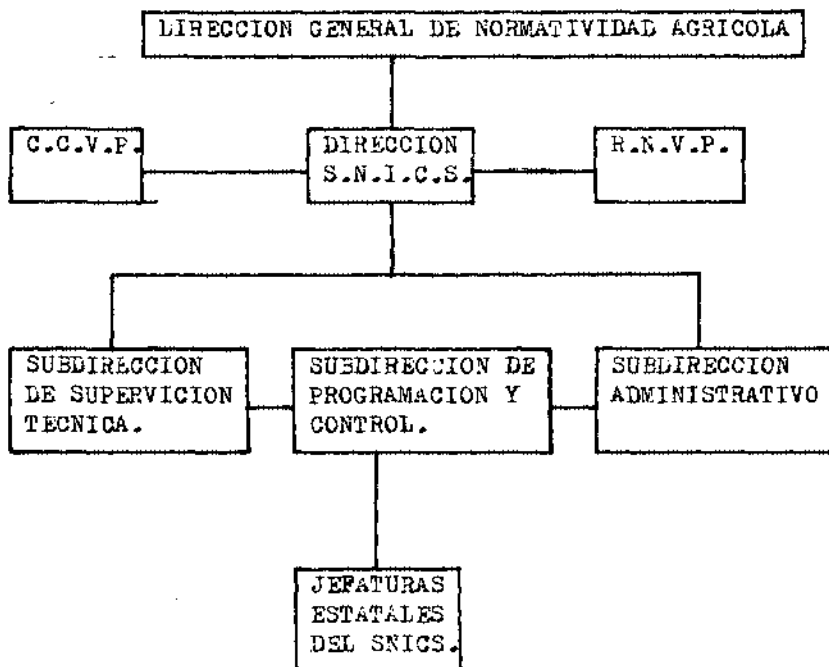 DIRECCION GENERAL DE NORMATIVIDAD AGRICOLA
C.C.V.P.
DIRECCION
S.N.I.C.S.
R.N.V.P.
SUBDIRECCION
DE SUPERVICION
TECNICA.
SUBDIRECCION DE
PROGRAMACION Y
CONTROL.
SUBDIRECCION
ADMINISTRATIVO
JEFATURAS
ESTATALES
DEL SNICS.